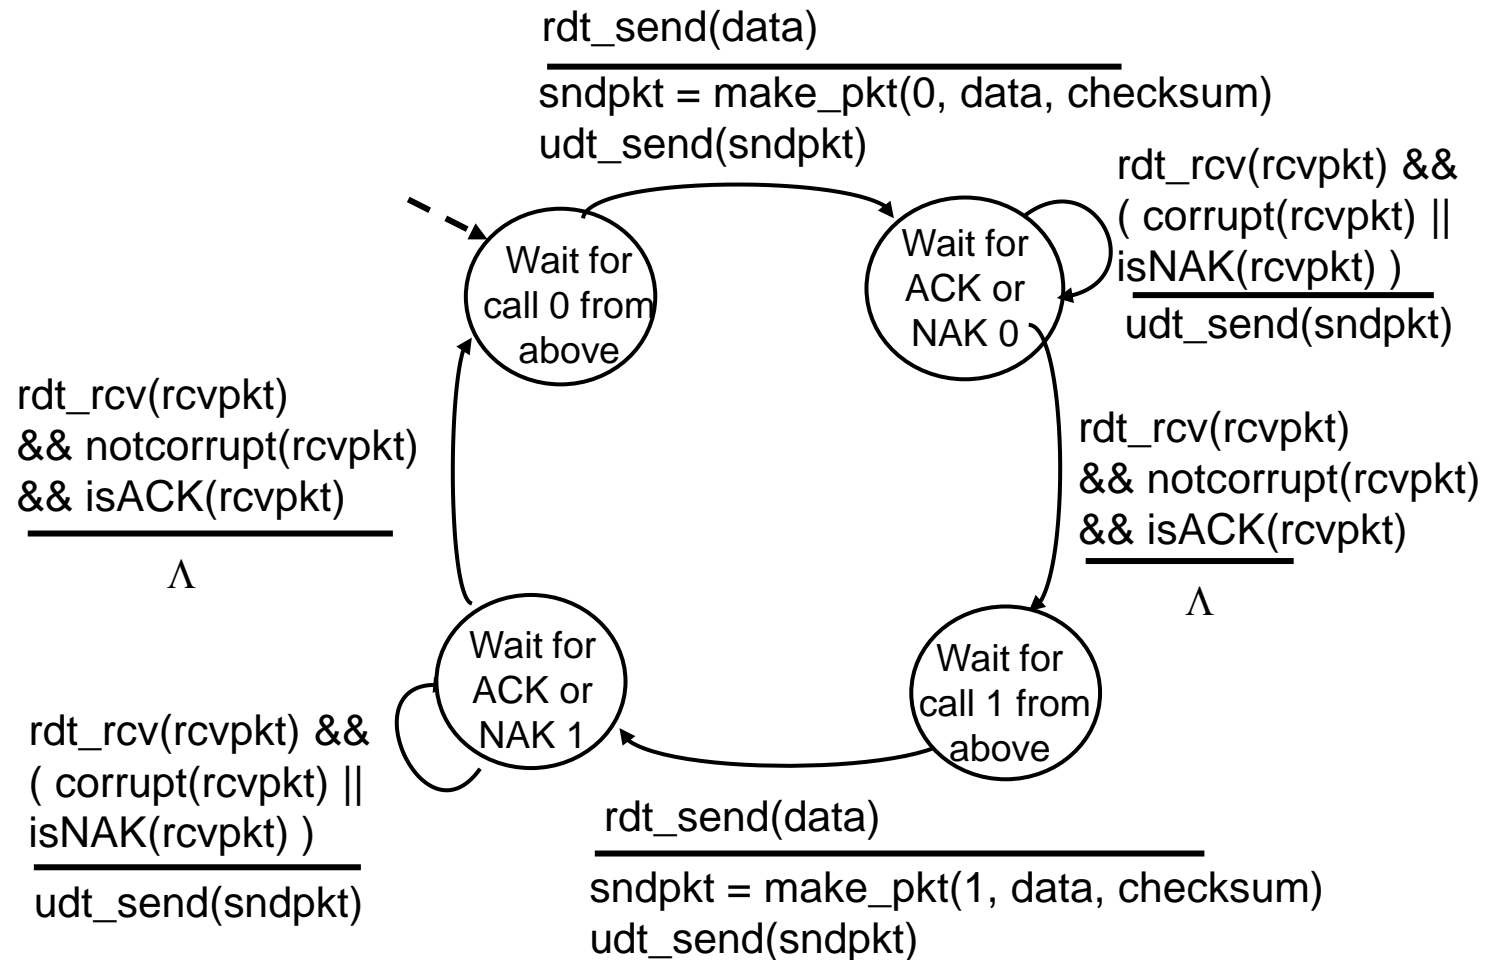 rdt_send(data)
sndpkt = make_pkt(0, data, checksum)
udt_send(sndpkt)
Wait for
call 0 from
above
Wait for
ACK or
NAK 0
rdt_rcv(rcvpkt) &&
( corrupt(rcvpkt) ||
isNAK(rcvpkt) )
udt_send(sndpkt)
rdt_rcv(rcvpkt)
&& notcorrupt(rcvpkt)
&& isACK(rcvpkt)
Λ
rdt_rcv(rcvpkt)
&& notcorrupt(rcvpkt)
&& isACK(rcvpkt)
Λ
Wait for
ACK or
NAK 1
Wait for
call 1 from
above
rdt_rcv(rcvpkt) &&
( corrupt(rcvpkt) ||
isNAK(rcvpkt) )
udt_send(sndpkt)
rdt_send(data)
sndpkt = make_pkt(1, data, checksum)
udt_send(sndpkt)